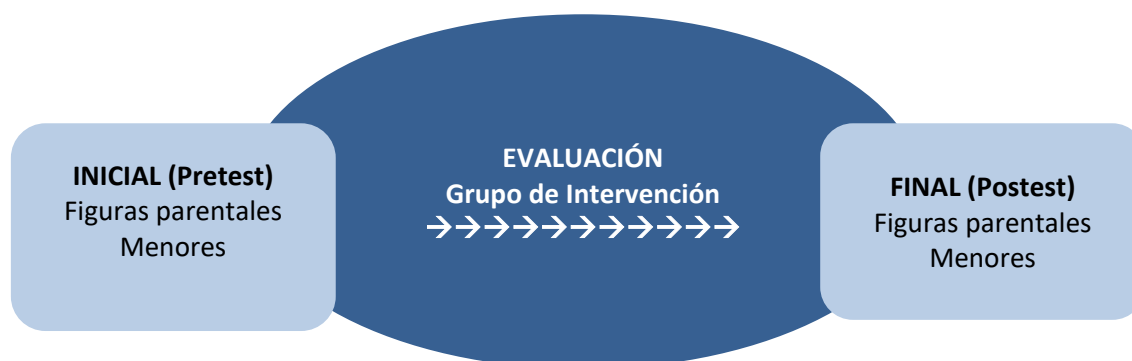 INICIAL (Pretest)
Figuras parentales
Menores
EVALUACIÓN
Grupo de Intervención
→→→→→→→→→→→
FINAL (Postest)
Figuras parentales
Menores